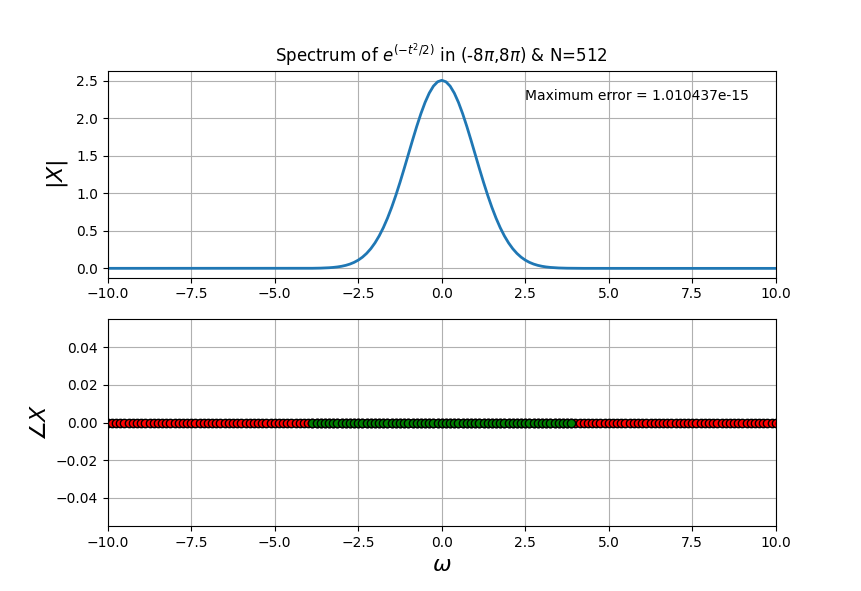 Spectrum of e^(−t²/2) in (-8π,8π) & N=512
Maximum error = 1.010437e-15
|X|
2.5
2.0
1.5
1.0
0.5
0.0
−10.0 −7.5 −5.0 −2.5 0.0 2.5 5.0 7.5 10.0
∠X
0.04
0.02
0.00
−0.02
−0.04
−10.0 −7.5 −5.0 −2.5 0.0 2.5 5.0 7.5 10.0
ω